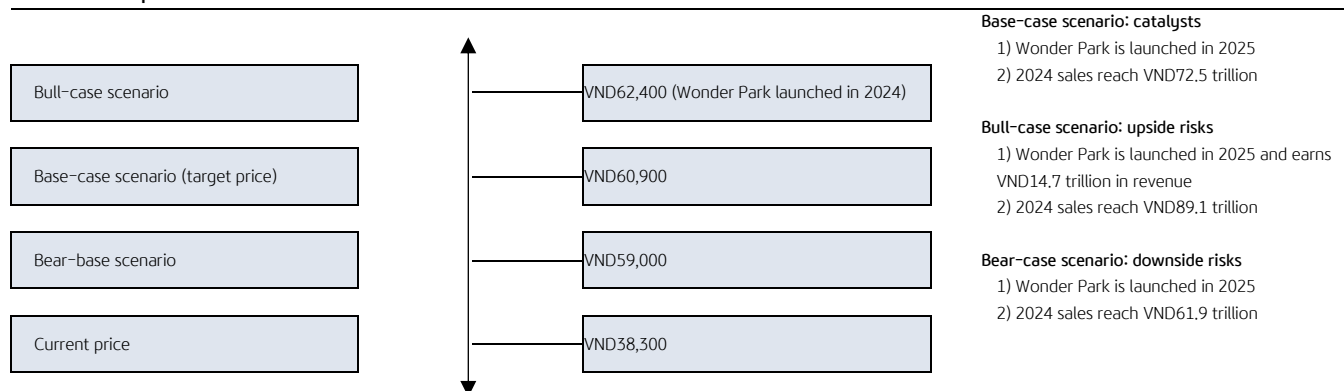 Bull-case scenario
VND62,400 (Wonder Park launched in 2024)
Base-case scenario (target price)
VND60,900
Bear-base scenario
VND59,000
Current price
VND38,300
Base-case scenario: catalysts
1) Wonder Park is launched in 2025
2) 2024 sales reach VND72.5 trillion
Bull-case scenario: upside risks
1) Wonder Park is launched in 2025 and earns
VND14.7 trillion in revenue
2) 2024 sales reach VND89.1 trillion
Bear-case scenario: downside risks
1) Wonder Park is launched in 2025
2) 2024 sales reach VND61.9 trillion